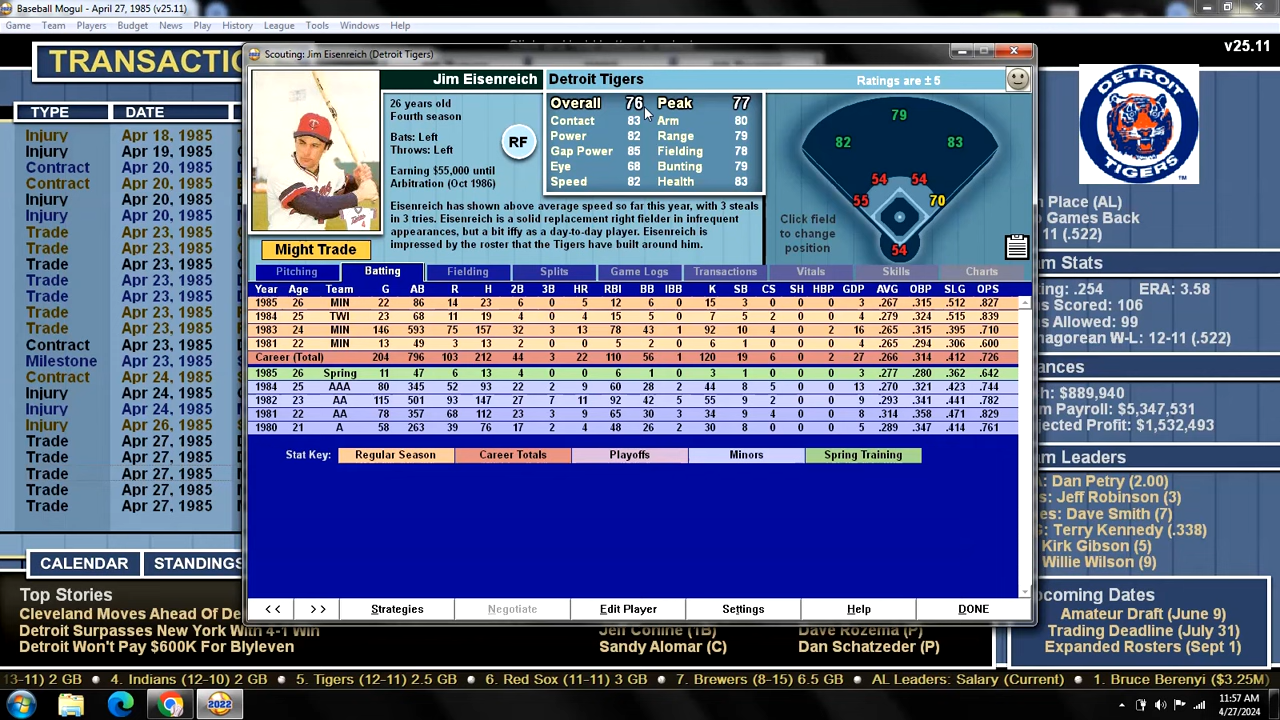 Baseball Mogul - April 27, 1985 (v25.11)
Game Team Players Budget News Play History League Tools Windows Help
TRANSACTIO
v25.11
TYPE DATE
Injury Apr 18, 1985
Injury Apr 19, 1985
Contract Apr 20, 1985
Contract Apr 20, 1985
Injury Apr 20, 1985
Injury Apr 20, 1985
Trade Apr 23, 1985
Trade Apr 23, 1985
Trade Apr 23, 1985
Trade Apr 23, 1985
Trade Apr 23, 1985
Trade Apr 23, 1985
Trade Apr 23, 1985
Contract Apr 23, 1985
Milestone Apr 23, 1985
Contract Apr 24, 1985
Injury Apr 24, 1985
Injury Apr 24, 1985
Injury Apr 26, 1985
Trade Apr 27, 1985
Trade Apr 27, 1985
Trade Apr 27, 1985
Trade Apr 27, 1985
Trade Apr 27, 1985
Scouting: Jim Eisenreich (Detroit Tigers)
Jim Eisenreich
Detroit Tigers
Ratings are ± 5
26 years old
Fourth season
Bats: Left
Throws: Left
Earning $55,000 until
Arbitration (Oct 1986)
RF
Overall 76 Peak 77
Contact 83 Arm 80
Power 82 Range 79
Gap Power 85 Fielding 78
Eye 68 Bunting 80
Speed 82 Health 83
Eisenreich has shown above average speed so far this year, with 3 steals
in 3 tries. Eisenreich is a solid replacement right fielder in infrequent
appearances, but a bit iffy as a day-to-day player. Eisenreich is
impressed by the roster that the Tigers have built around him.
79
82 83
54 54
55 70
54
Click field
to change
position
Might Trade
Pitching Batting Fielding Splits Game Logs Transactions Vitals Skills Charts
Year Age Team G AB R H 2B 3B HR RBI BB IBB K SB CS SH HBP GDP AVG OBP SLG OPS
1985 26 MIN 22 86 14 23 6 0 5 12 6 0 15 3 0 0 0 3 .267 .315 .512 .827
1984 25 TWI 23 68 11 19 4 0 4 15 5 0 7 5 2 0 0 4 .279 .324 .515 .839
1983 24 MIN 146 593 75 157 32 3 13 78 43 1 92 10 4 0 2 16 .265 .315 .395 .710
1981 22 MIN 13 49 3 13 2 0 0 5 2 0 6 1 0 0 0 4 .265 .294 .306 .600
Career (Total) 204 796 103 212 44 3 22 110 56 1 120 19 6 0 2 27 .266 .314 .412 .726
1985 26 Spring 11 47 6 13 4 0 0 6 1 0 3 1 0 0 0 3 .277 .280 .362 .642
1984 25 AAA 80 345 52 93 22 2 9 60 28 2 44 8 5 0 0 13 .270 .321 .423 .744
1982 23 AA 115 501 93 147 27 7 11 92 42 5 55 9 2 0 0 9 .293 .341 .441 .782
1981 22 AA 78 357 68 112 23 3 9 65 30 3 34 9 4 0 0 8 .314 .358 .471 .829
1980 21 A 58 263 39 76 17 2 4 48 26 2 30 8 0 0 0 5 .289 .347 .414 .761
Stat Key: Regular Season Career Totals Playoffs Minors Spring Training
<< >> Strategies Negotiate Edit Player Settings Help DONE
DETROIT
TIGERS
Place (AL)
Games Back
11 (.522)
am Stats
ting: .254 ERA: 3.58
s Scored: 106
s Allowed: 99
hagorean W-L: 12-11 (.522)
ances
h: $889,940
m Payroll: $5,347,531
jected Profit: $1,532,493
am Leaders
A: Dan Petry (2.00)
s: Jeff Robinson (3)
es: Dave Smith (7)
G: Terry Kennedy (.338)
Kirk Gibson (5)
Willie Wilson (9)
CALENDAR STANDINGS
Top Stories
Cleveland Moves Ahead Of De
Detroit Surpasses New York With 4-1 Win
Detroit Won't Pay $600K For Blyleven
Jeff Conine (1B) Dave Rozema (P)
Sandy Alomar (C) Dan Schatzeder (P)
pcoming Dates
Amateur Draft (June 9)
Trading Deadline (July 31)
Expanded Rosters (Sept 1)
13-11) 2 GB • 4. Indians (12-10) 2 GB • 5. Tigers (12-11) 2.5 GB • 6. Red Sox (11-11) 3 GB • 7. Brewers (8-15) 6.5 GB • AL Leaders: Salary (Current) • 1. Bruce Berenyi ($3.25M)
2022
11:57 AM
4/27/2024